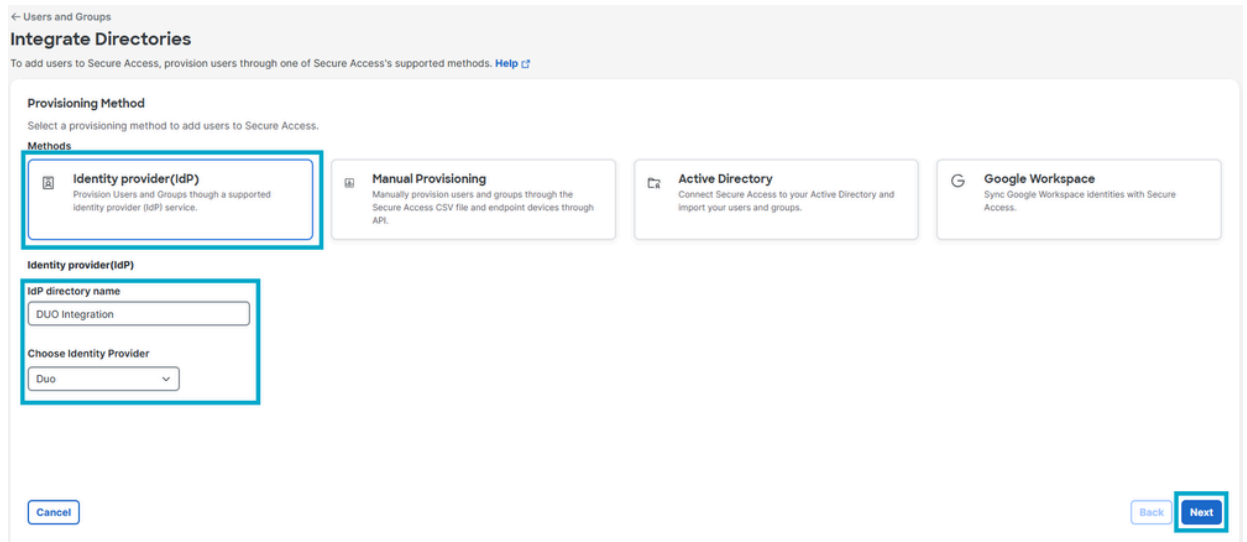 ← Users and Groups
Integrate Directories
To add users to Secure Access, provision users through one of Secure Access's supported methods. Help
Provisioning Method
Select a provisioning method to add users to Secure Access.
Methods
Identity provider(IdP)
Provision Users and Groups though a supported
identity provider (IdP) service.
Manual Provisioning
Manually provision users and groups through the
Secure Access CSV file and endpoint devices through
API.
Active Directory
Connect Secure Access to your Active Directory and
import your users and groups.
Google Workspace
Sync Google Workspace identities with Secure
Access.
Identity provider(IdP)
IdP directory name
DUO Integration
Choose Identity Provider
Duo
Cancel
Back
Next